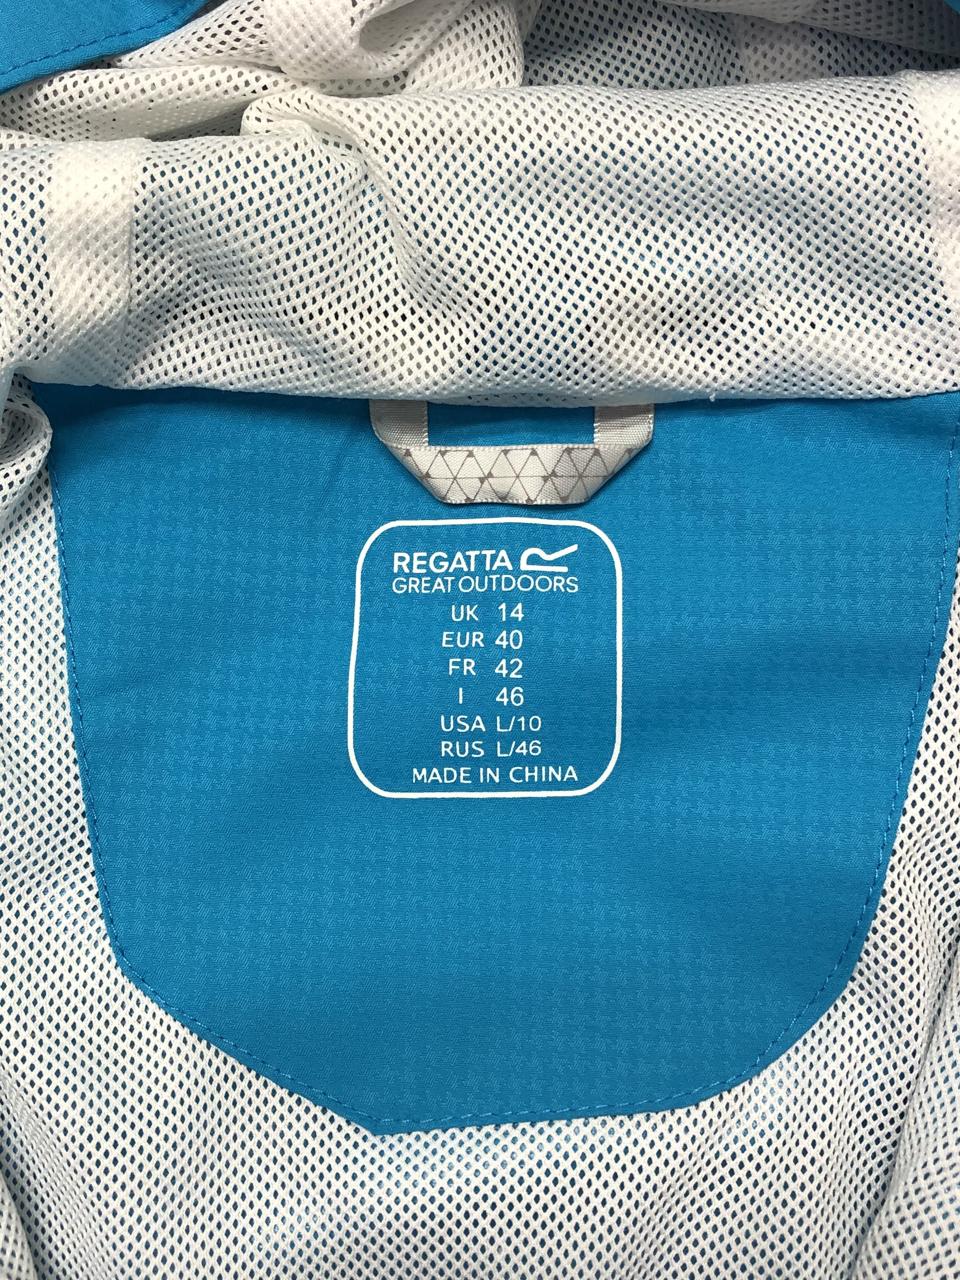 REGATTA
GREAT OUTDOORS
UK 14
EUR 40
FR 42
I 46
USA L/10
RUS L/46
MADE IN CHINA